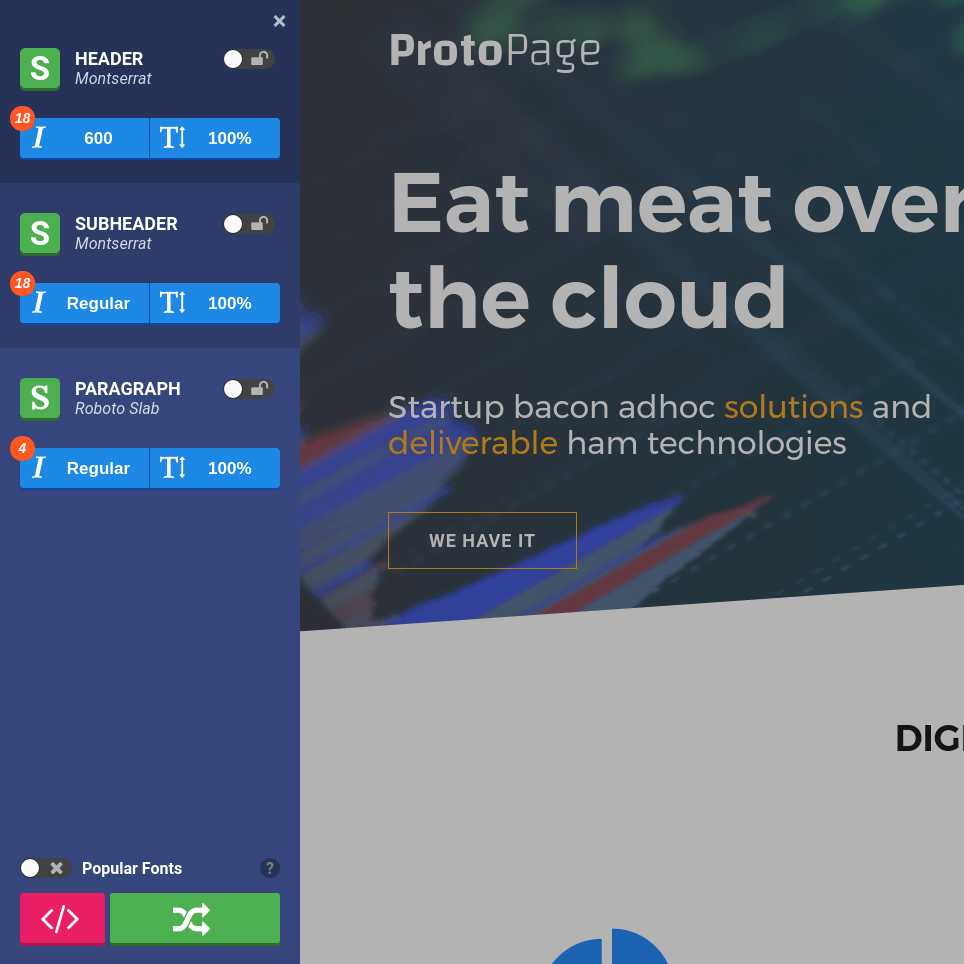 ×
S HEADER
Montserrat
18
I 600 T 100%
S SUBHEADER
Montserrat
18
I Regular T 100%
S PARAGRAPH
Roboto Slab
4
I Regular T 100%
Popular Fonts ?
</>
ProtoPage
Eat meat over
the cloud
Startup bacon adhoc solutions and
deliverable ham technologies
WE HAVE IT
DIGI